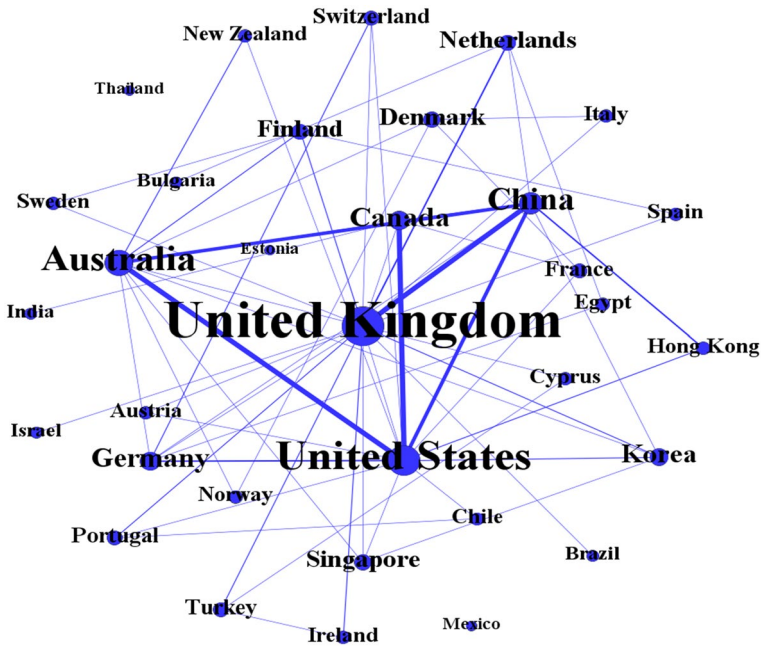 Switzerland
New Zealand
Netherlands
Thailand
Denmark
Italy
Finland
Bulgaria
Sweden
China
Canada
Spain
Estonia
Australia
France
Egypt
India
United Kingdom
Hong Kong
Cyprus
Austria
Israel
Germany
United States
Korea
Norway
Chile
Portugal
Singapore
Brazil
Turkey
Mexico
Ireland